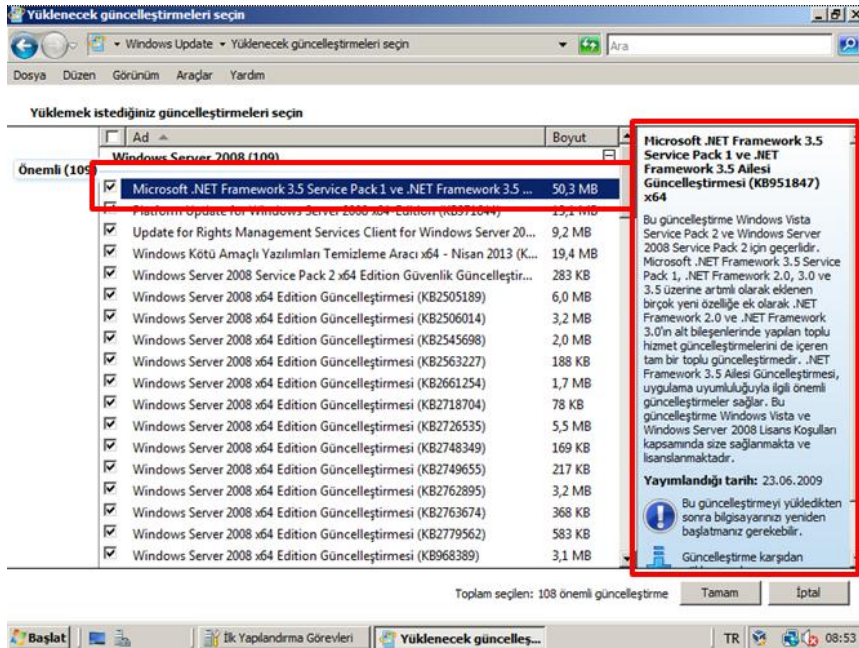 Yüklenecek güncelleştirmeleri seçin
Windows Update
Yüklenecek güncelleştirmeleri seçin
Ara
Dosya Düzen Görünüm Araçlar Yardım
Yüklemek istediğiniz güncelleştirmeleri seçin
Ad Boyut
Önemli (109)
Windows Server 2008 (109)
Microsoft .NET Framework 3.5 Service Pack 1 ve .NET Framework 3.5 ... 50,3 MB
Platform Update for Windows Server 2008 x64-Edition (KB971644) 15,1 MB
Update for Rights Management Services Client for Windows Server 20... 9,2 MB
Windows Kötü Amaçlı Yazılımları Temizleme Aracı x64 - Nisan 2013 (K... 19,4 MB
Windows Server 2008 Service Pack 2 x64 Edition Güvenlik Güncelleştir... 283 KB
Windows Server 2008 x64 Edition Güncelleştirmesi (KB2505189) 6,0 MB
Windows Server 2008 x64 Edition Güncelleştirmesi (KB2506014) 3,2 MB
Windows Server 2008 x64 Edition Güncelleştirmesi (KB2545698) 2,0 MB
Windows Server 2008 x64 Edition Güncelleştirmesi (KB2563227) 188 KB
Windows Server 2008 x64 Edition Güncelleştirmesi (KB2661254) 1,7 MB
Windows Server 2008 x64 Edition Güncelleştirmesi (KB2718704) 78 KB
Windows Server 2008 x64 Edition Güncelleştirmesi (KB2726535) 5,5 MB
Windows Server 2008 x64 Edition Güncelleştirmesi (KB2748349) 169 KB
Windows Server 2008 x64 Edition Güncelleştirmesi (KB2749655) 217 KB
Windows Server 2008 x64 Edition Güncelleştirmesi (KB2762895) 3,2 MB
Windows Server 2008 x64 Edition Güncelleştirmesi (KB2763674) 368 KB
Windows Server 2008 x64 Edition Güncelleştirmesi (KB2779562) 583 KB
Windows Server 2008 x64 Edition Güncelleştirmesi (KB968389) 3,1 MB
Microsoft .NET Framework 3.5
Service Pack 1 ve .NET
Framework 3.5 Ailesi
Güncelleştirmesi (KB951847)
x64
Bu güncelleştirme Windows Vista
Service Pack 2 ve Windows Server
2008 Service Pack 2 için geçerlidir.
Microsoft .NET Framework 3.5 Service
Pack 1, .NET Framework 2.0, 3.0 ve
3.5 üzerine artımlı olarak eklenen
birçok yeni özelliğe ek olarak .NET
Framework 2.0 ve .NET Framework
3.0'ın alt bileşenlerinde yapılan toplu
hizmet güncelleştirmelerini de içeren
tam bir toplu güncelleştirmedir. .NET
Framework 3.5 Ailesi Güncelleştirmesi,
uygulama uyumluluğuyla ilgili önemli
güncelleştirmeler sağlar. Bu
güncelleştirme Windows Vista ve
Windows Server 2008 Lisans Koşulları
kapsamında size sağlanmakta ve
lisanslanmaktadır.
Yayımlandığı tarih: 23.06.2009
Bu güncelleştirmeyi yükledikten
sonra bilgisayarınızı yeniden
başlatmanız gerekebilir.
Güncelleştirme karşıdan
Toplam seçilen: 108 önemli güncelleştirme Tamam İptal
Başlat İlk Yapılandırma Görevleri Yüklenecek güncelleş... TR 08:53